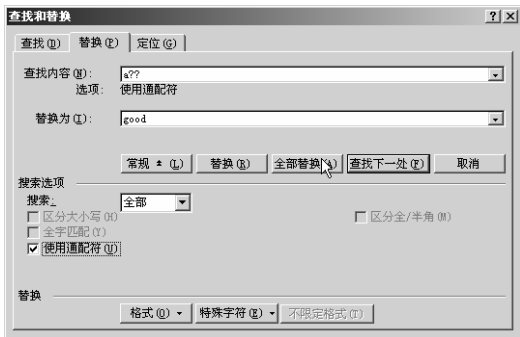 查找和替换
查找(D) 替换(P) 定位(G)
查找内容(N): a??
选项: 使用通配符
替换为(I): good
常规 (L) 替换(R) 全部替换(A) 查找下一处(F) 取消
搜索选项
搜索: 全部
区分大小写(H) 区分全/半角(M)
全字匹配(Y)
使用通配符(U)
替换
格式(O) 特殊字符(E) 不限定格式(T)